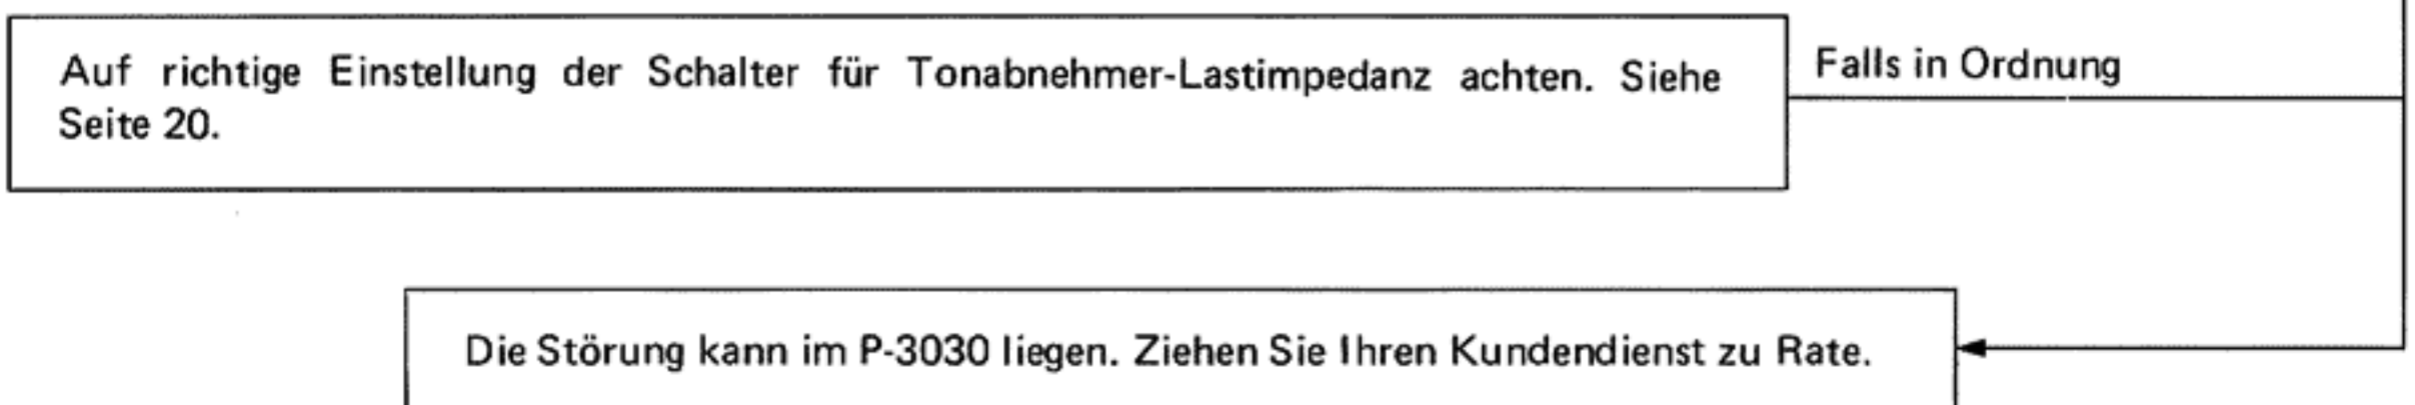 Auf richtige Einstellung der Schalter für Tonabnehmer-Lastimpedanz achten. Siehe
Seite 20.
Falls in Ordnung
Die Störung kann im P-3030 liegen. Ziehen Sie Ihren Kundendienst zu Rate.